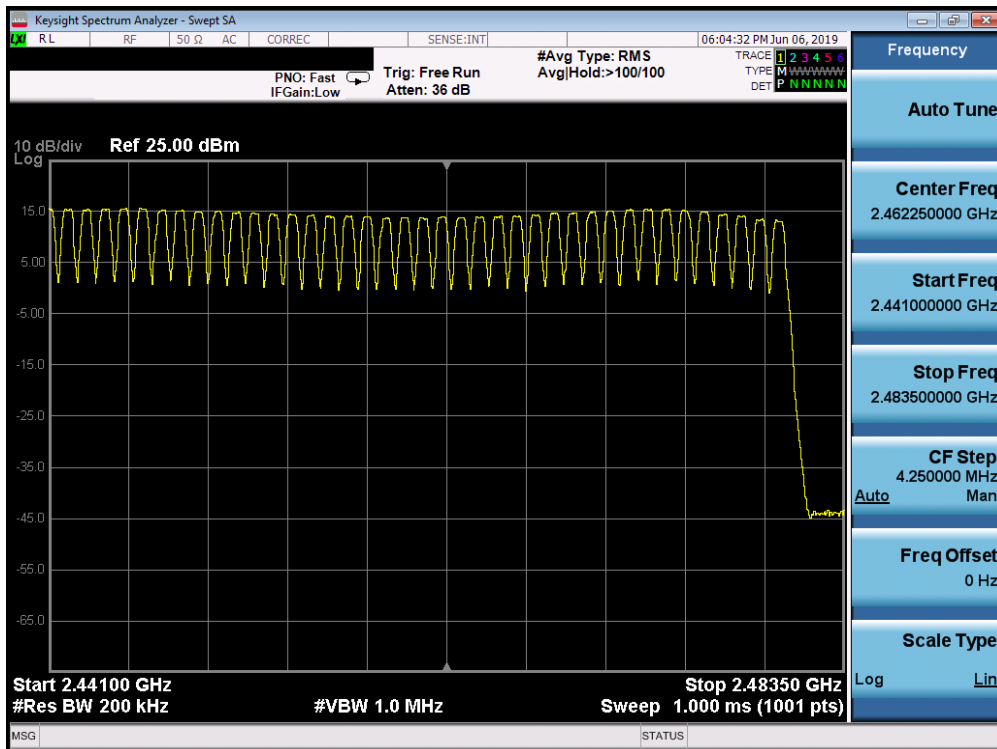 Keysight Spectrum Analyzer - Swept SA
LXI RL RF 50 Ω AC CORREC SENSE:INT 06:04:32 PM Jun 06, 2019
Frequency
PNO: Fast
IFGain:Low
Trig: Free Run
Atten: 36 dB
#Avg Type: RMS
Avg|Hold:>100/100
TRACE 1 2 3 4 5 6
TYPE M WWWWW
DET P N N N N N
Auto Tune
10 dB/div
Log
Ref 25.00 dBm
15.0
5.00
-5.00
-15.0
-25.0
-35.0
-45.0
-55.0
-65.0
Center Freq
2.462250000 GHz
Start Freq
2.441000000 GHz
Stop Freq
2.483500000 GHz
CF Step
4.250000 MHz
Auto Man
Freq Offset
0 Hz
Scale Type
Log Lin
Start 2.44100 GHz Stop 2.48350 GHz
#Res BW 200 kHz #VBW 1.0 MHz Sweep 1.000 ms (1001 pts)
MSG STATUS